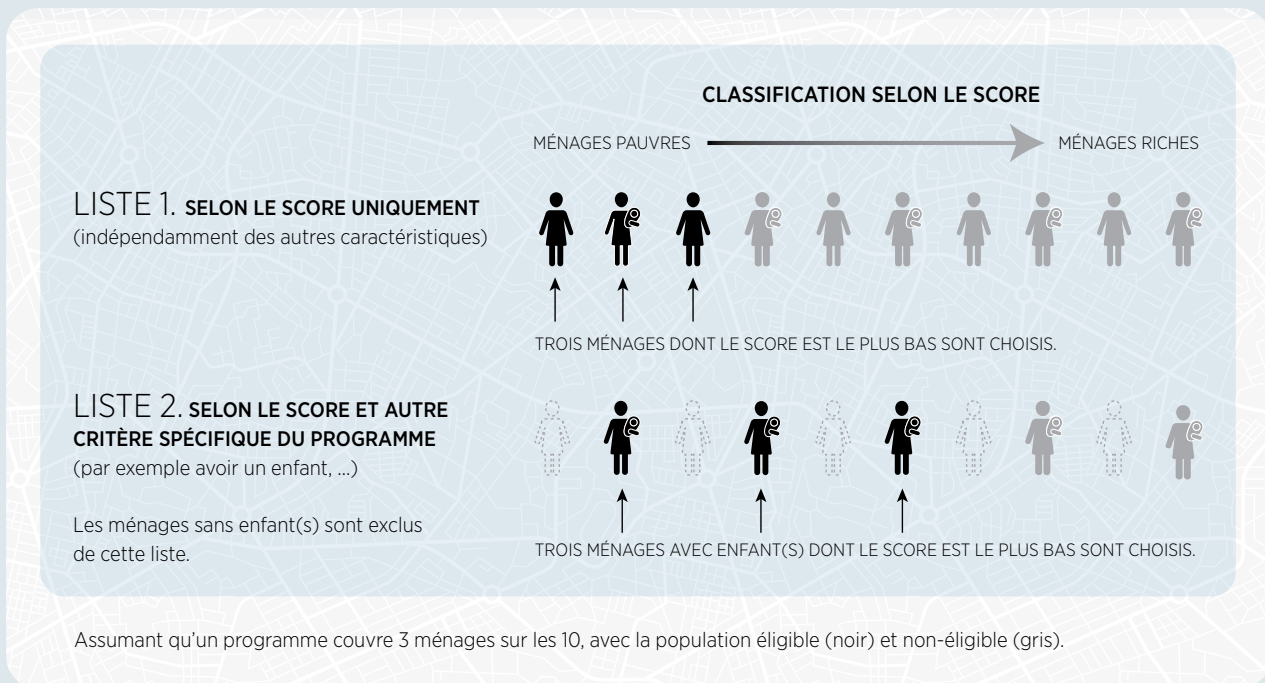 CLASSIFICATION SELON LE SCORE
MÉNAGES PAUVRES
MÉNAGES RICHES
LISTE 1. SELON LE SCORE UNIQUEMENT
(indépendamment des autres caractéristiques)
TROIS MÉNAGES DONT LE SCORE EST LE PLUS BAS SONT CHOISIS.
LISTE 2. SELON LE SCORE ET AUTRE
CRITÈRE SPÉCIFIQUE DU PROGRAMME
(par exemple avoir un enfant, ...)
Les ménages sans enfant(s) sont exclus
de cette liste.
TROIS MÉNAGES AVEC ENFANT(S) DONT LE SCORE EST LE PLUS BAS SONT CHOISIS.
Assumant qu'un programme couvre 3 ménages sur les 10, avec la population éligible (noir) et non-éligible (gris).